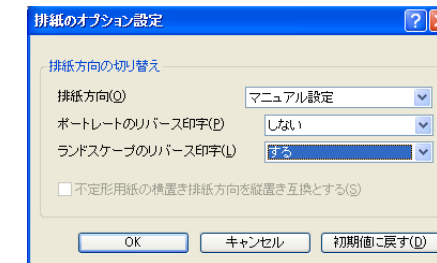 排紙のオプション設定
排紙方向の切り替え
排紙方向(O) マニュアル設定
ポートレートのリバース印字(P) しない
ランドスケープのリバース印字(L) する
不定形用紙の横置き排紙方向を縦置き互換とする(S)
OK キャンセル 初期値に戻す(D)